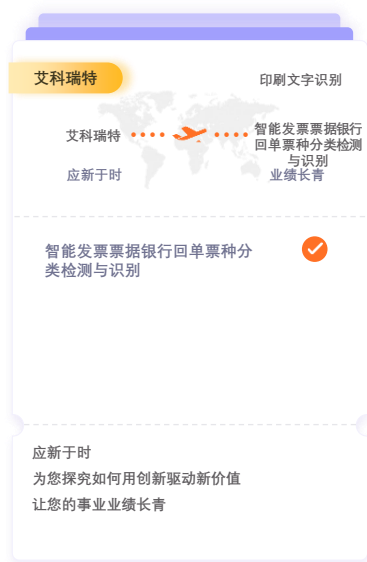 艾科瑞特
印刷文字识别
艾科瑞特
智能发票票据银行
回单票种分类检测
与识别
应新于时
业绩长青
智能发票票据银行回单票种分
类检测与识别
应新于时
为您探究如何用创新驱动新价值
让您的事业业绩长青